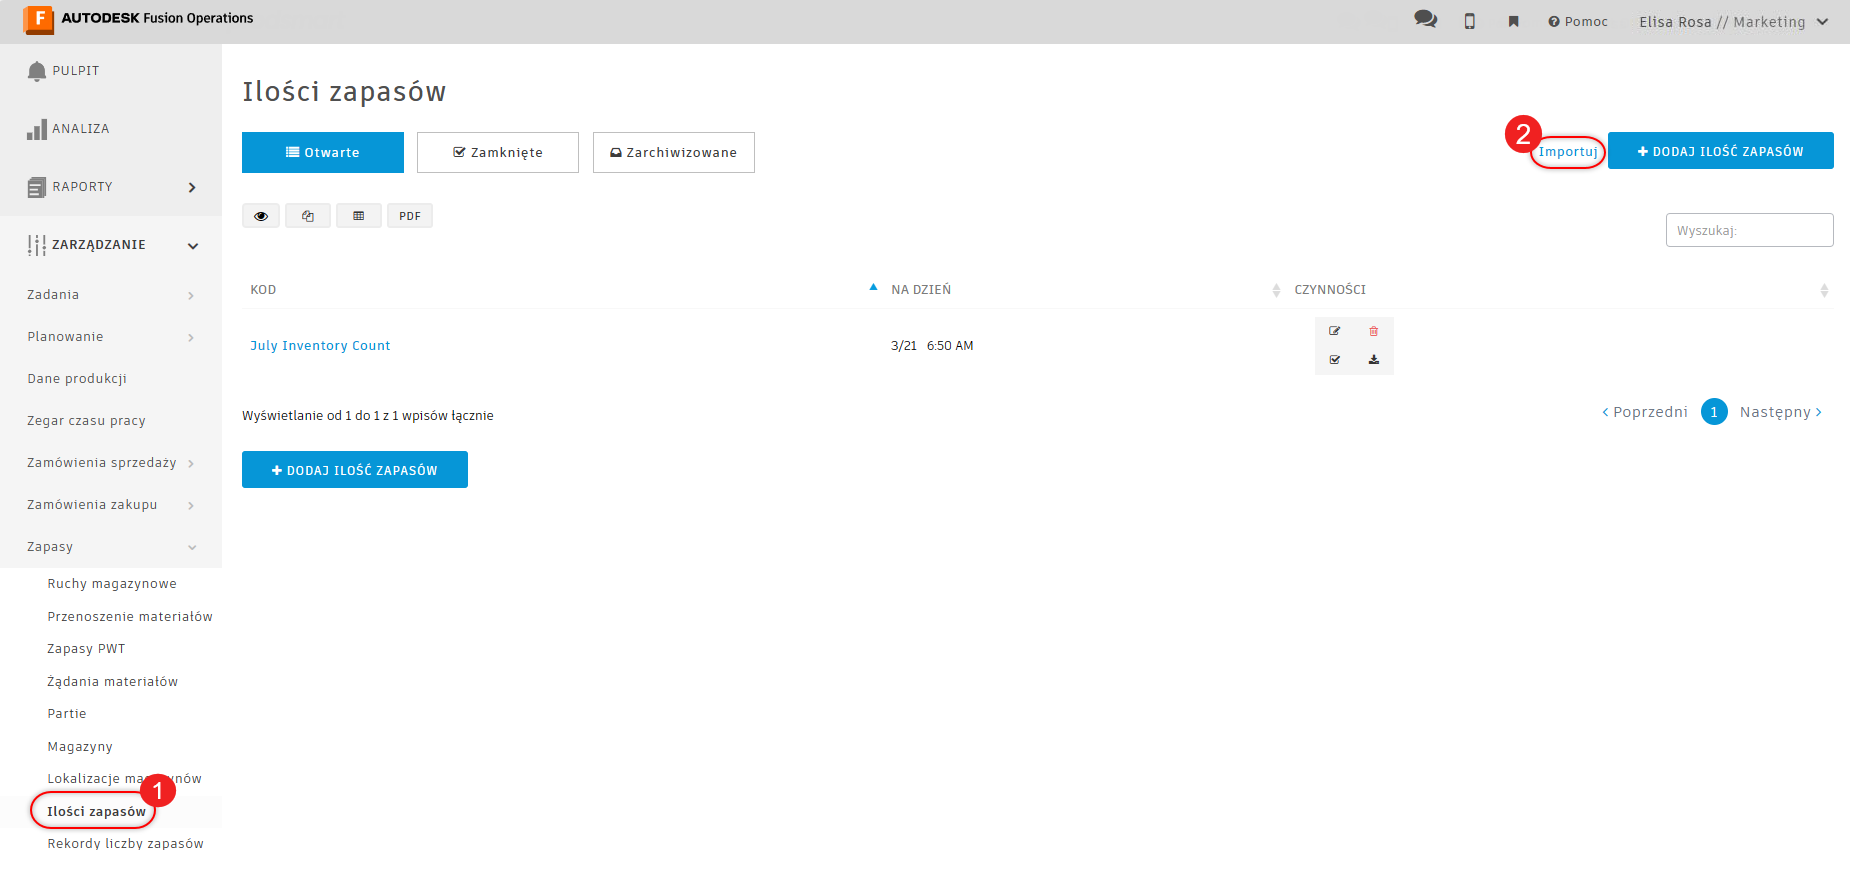 AUTODESK Fusion Operations
Pomoc
Elisa Rosa // Marketing
PULPIT
ANALIZA
RAPORTY
ZARZĄDZANIE
Zadania
Planowanie
Dane produkcji
Zegar czasu pracy
Zamówienia sprzedaży
Zamówienia zakupu
Zapasy
Ruchy magazynowe
Przenoszenie materiałów
Zapasy PWT
Żądania materiałów
Partie
Magazyny
Lokalizacje
1
Ilości zapasów
Rekordy liczby zapasów
Ilości zapasów
Otwarte
Zamknięte
Zarchiwizowane
2
Importuj
+ DODAJ ILOŚĆ ZAPASÓW
PDF
Wyszukaj:
KOD
NA DZIEŃ
CZYNNOŚCI
July Inventory Count
3/21 6:50 AM
Wyświetlanie od 1 do 1 z 1 wpisów łącznie
< Poprzedni 1 Następny >
+ DODAJ ILOŚĆ ZAPASÓW